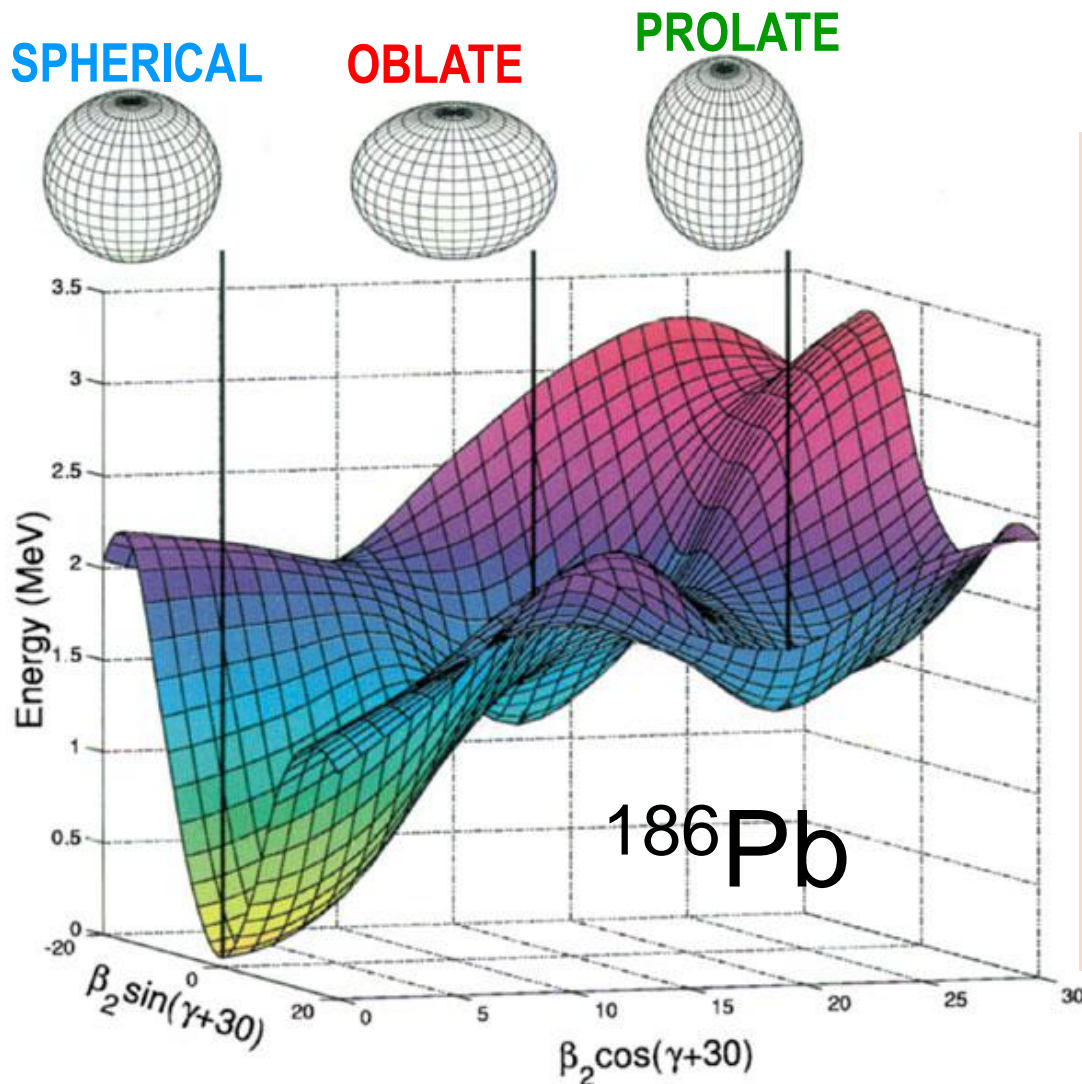 SPHERICAL
OBLATE
PROLATE
3.5
3
2.5
2
1.5
1
0.5
0
Energy (MeV)
-20
0
20
β₂sin(γ+30)
0
5
10
15
20
25
30
β₂cos(γ+30)
¹⁸⁶Pb